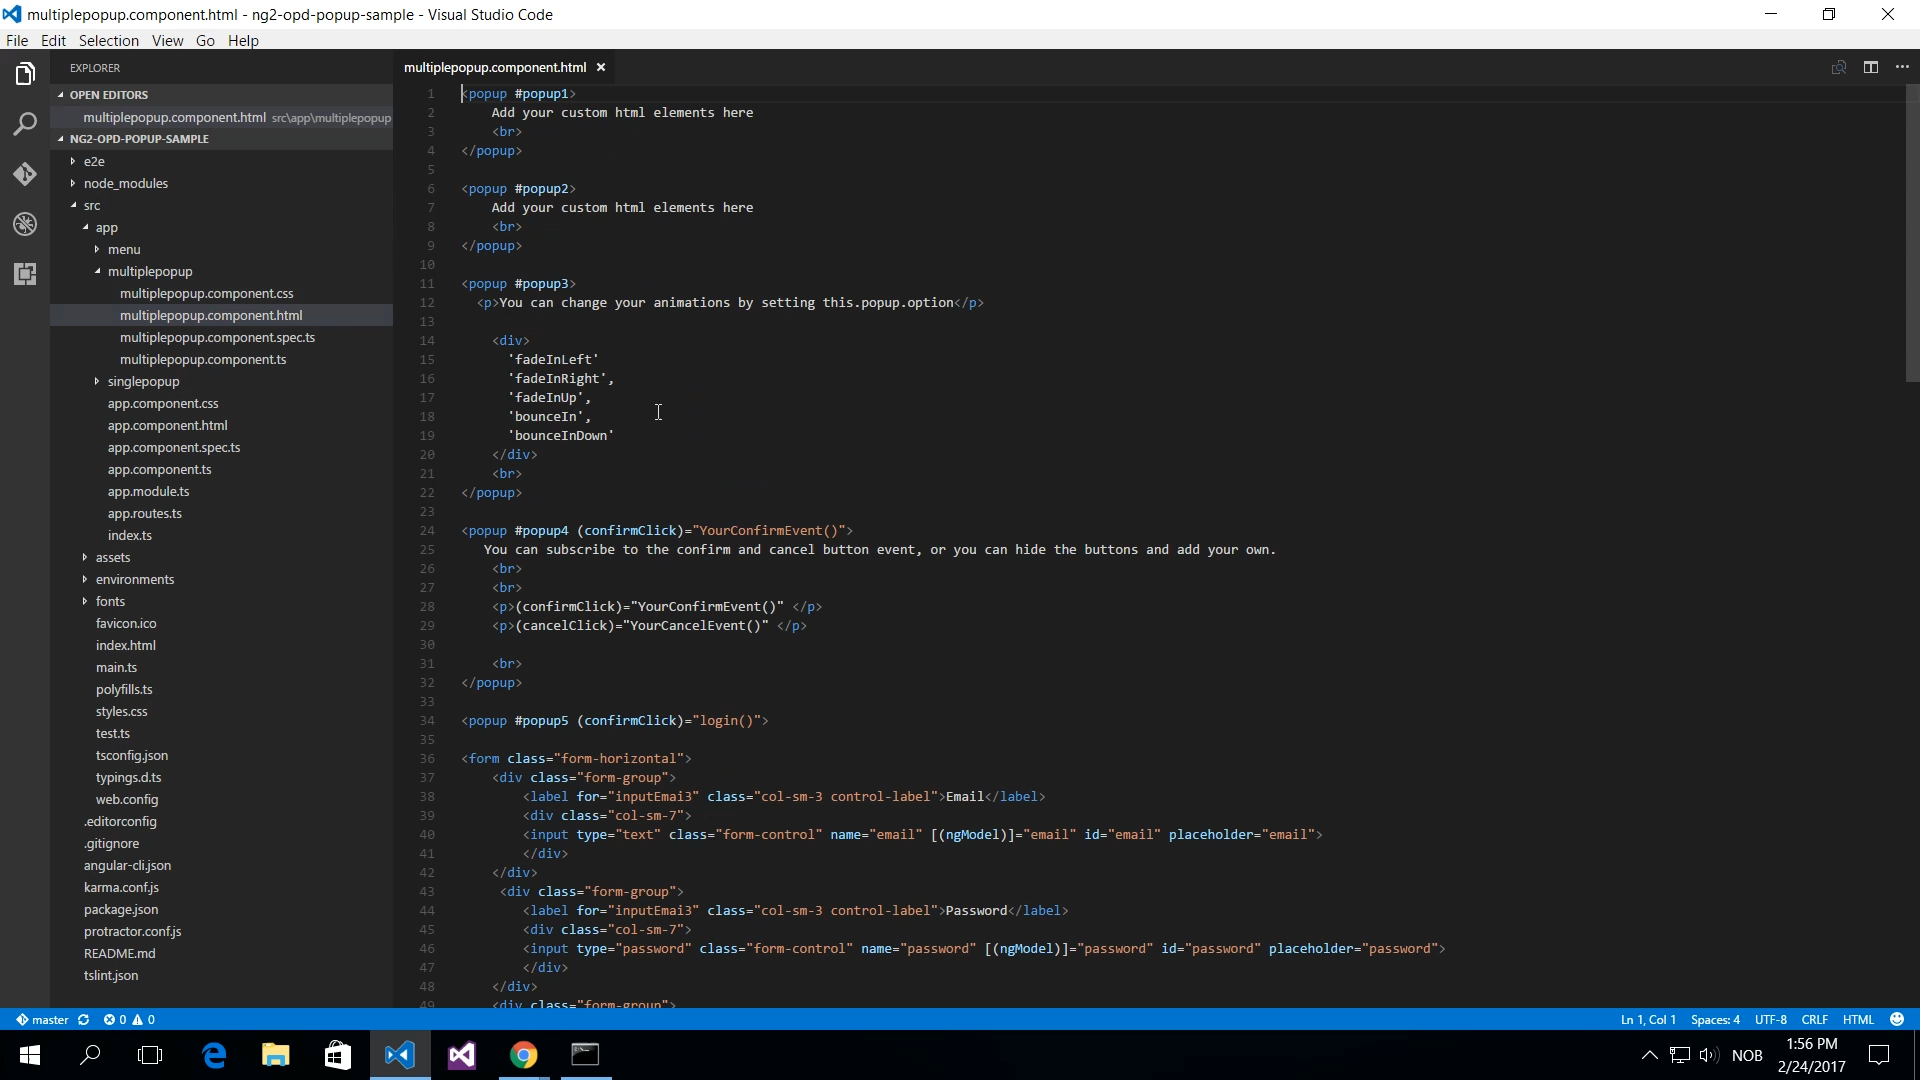 multiplepopup.component.html - ng2-opd-popup-sample - Visual Studio Code
File Edit Selection View Go Help
EXPLORER
OPEN EDITORS
multiplepopup.component.html src\app\multiplepopup
NG2-OPD-POPUP-SAMPLE
e2e
node_modules
src
app
menu
multiplepopup
multiplepopup.component.css
multiplepopup.component.html
multiplepopup.component.spec.ts
multiplepopup.component.ts
singlepopup
app.component.css
app.component.html
app.component.spec.ts
app.component.ts
app.module.ts
app.routes.ts
index.ts
assets
environments
fonts
favicon.ico
index.html
main.ts
polyfills.ts
styles.css
test.ts
tsconfig.json
typings.d.ts
web.config
.editorconfig
.gitignore
angular-cli.json
karma.conf.js
package.json
protractor.conf.js
README.md
tslint.json
multiplepopup.component.html
1 <popup #popup1>
2 Add your custom html elements here
3 <br>
4 </popup>
5
6 <popup #popup2>
7 Add your custom html elements here
8 <br>
9 </popup>
10
11 <popup #popup3>
12 <p>You can change your animations by setting this.popup.option</p>
13
14 <div>
15 'fadeInLeft'
16 'fadeInRight',
17 'fadeInUp',
18 'bounceIn',
19 'bounceInDown'
20 </div>
21 <br>
22 </popup>
23
24 <popup #popup4 (confirmClick)="YourConfirmEvent()">
25 You can subscribe to the confirm and cancel button event, or you can hide the buttons and add your own.
26 <br>
27 <br>
28 <p>(confirmClick)="YourConfirmEvent()" </p>
29 <p>(cancelClick)="YourCancelEvent()" </p>
30
31 <br>
32 </popup>
33
34 <popup #popup5 (confirmClick)="login()">
35
36 <form class="form-horizontal">
37 <div class="form-group">
38 <label for="inputEmai3" class="col-sm-3 control-label">Email</label>
39 <div class="col-sm-7">
40 <input type="text" class="form-control" name="email" [(ngModel)]="email" id="email" placeholder="email">
41 </div>
42 </div>
43 <div class="form-group">
44 <label for="inputEmai3" class="col-sm-3 control-label">Password</label>
45 <div class="col-sm-7">
46 <input type="password" class="form-control" name="password" [(ngModel)]="password" id="password" placeholder="password">
47 </div>
48 </div>
49 <div class="form-group">
master 0 0
Ln 1, Col 1 Spaces: 4 UTF-8 CRLF HTML
NOB
1:56 PM
2/24/2017